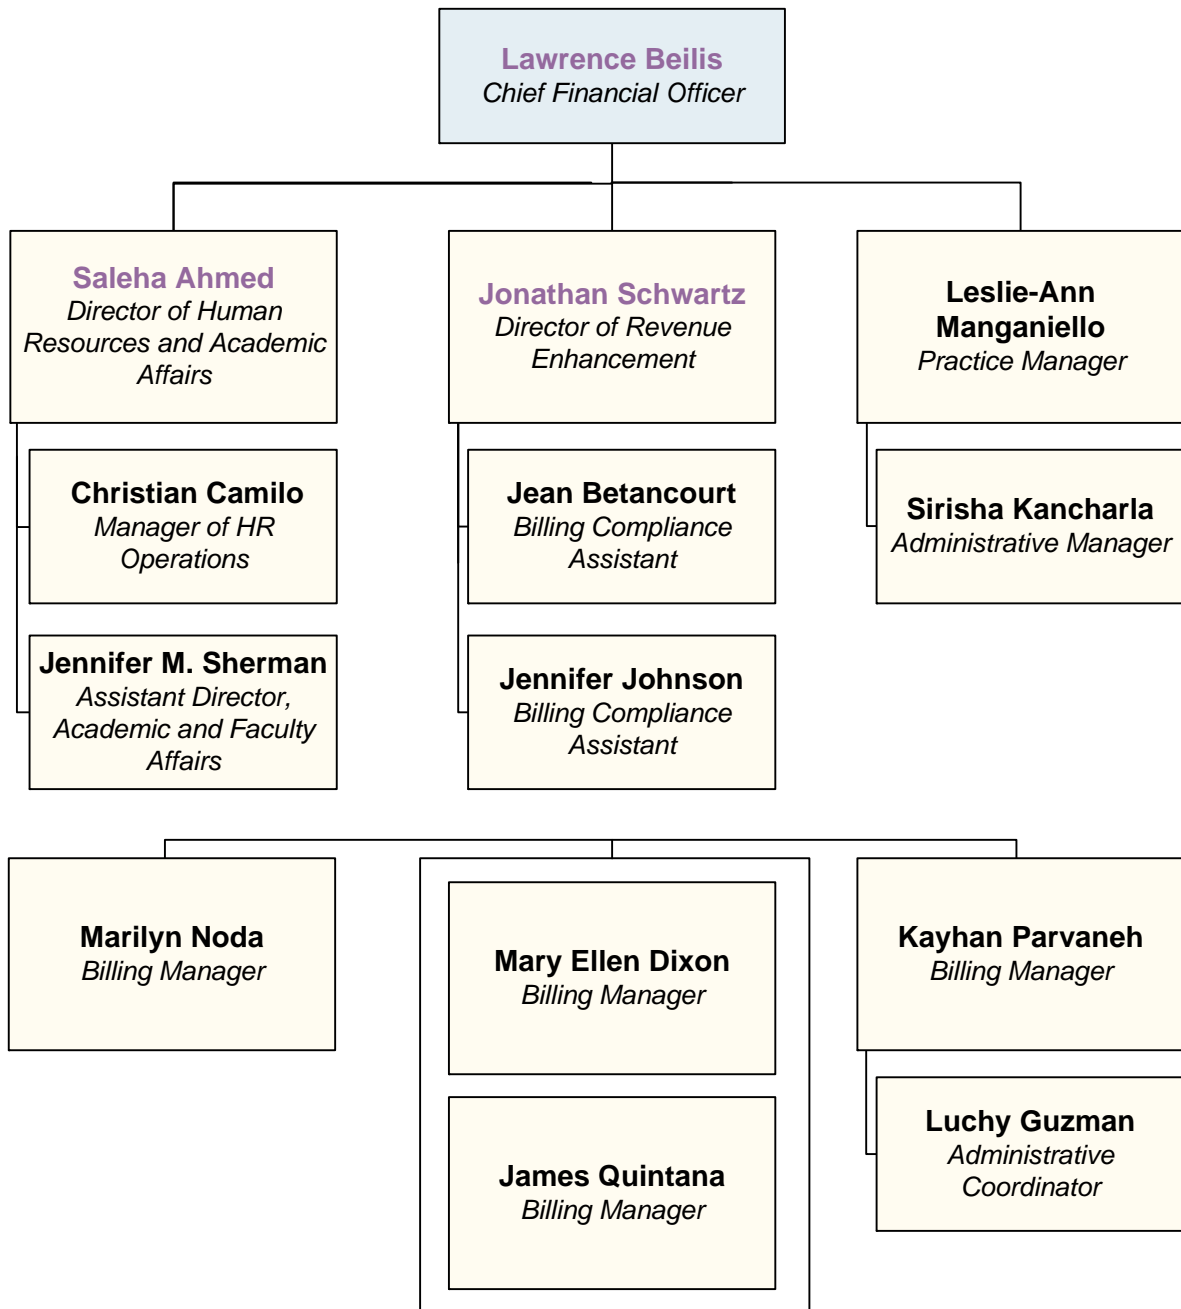 Lawrence Beilis
Chief Financial Officer
Saleha Ahmed
Director of Human
Resources and Academic
Affairs
Jonathan Schwartz
Director of Revenue
Enhancement
Leslie-Ann
Manganiello
Practice Manager
Christian Camilo
Manager of HR
Operations
Jean Betancourt
Billing Compliance
Assistant
Sirisha Kancharla
Administrative Manager
Jennifer M. Sherman
Assistant Director,
Academic and Faculty
Affairs
Jennifer Johnson
Billing Compliance
Assistant
Marilyn Noda
Billing Manager
Mary Ellen Dixon
Billing Manager
Kayhan Parvaneh
Billing Manager
James Quintana
Billing Manager
Luchy Guzman
Administrative
Coordinator